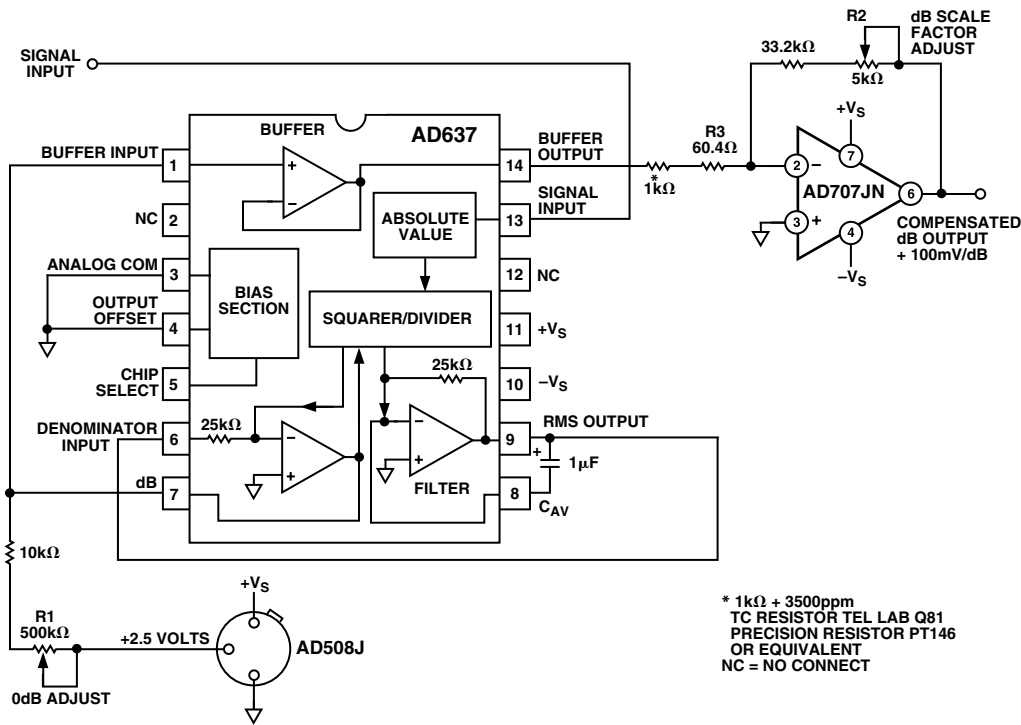 SIGNAL
INPUT
BUFFER
AD637
BUFFER INPUT
1
NC
2
ANALOG COM
3
OUTPUT
OFFSET
4
CHIP
SELECT
5
DENOMINATOR
INPUT
6
dB
7
14
BUFFER
OUTPUT
13
SIGNAL
INPUT
12
NC
11
+VS
10
–VS
9
RMS OUTPUT
8
CAV
+
–
ABSOLUTE
VALUE
BIAS
SECTION
SQUARER/DIVIDER
25kΩ
25kΩ
–
+
–
+
FILTER
+
1μF
1kΩ
*
R3
60.4Ω
33.2kΩ
R2
5kΩ
dB SCALE
FACTOR
ADJUST
+VS
7
2
–
AD707JN
6
3
+
4
–VS
COMPENSATED
dB OUTPUT
+ 100mV/dB
10kΩ
R1
500kΩ
+2.5 VOLTS
0dB ADJUST
+VS
AD508J
* 1kΩ + 3500ppm
TC RESISTOR TEL LAB Q81
PRECISION RESISTOR PT146
OR EQUIVALENT
NC = NO CONNECT